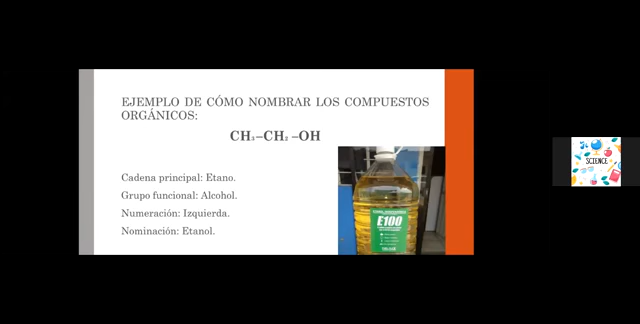 EJEMPLO DE CÓMO NOMBRAR LOS COMPUESTOS
ORGÁNICOS:
CH₃–CH₂ –OH
Cadena principal: Etano.
Grupo funcional: Alcohol.
Numeración: Izquierda.
Nominación: Etanol.
E100
SCIENCE